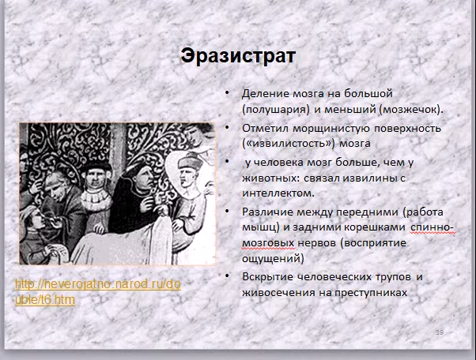 Эразистрат
• Деление мозга на большой
(полушария) и меньший (мозжечок).
• Отметил морщинистую поверхность
(«извилистость») мозга
• у человека мозг больше, чем у
животных: связал извилины с
интеллектом.
• Различие между передними (работа
мышц) и задними корешками спинно-
мозговых нервов (восприятие
ощущений)
• Вскрытие человеческих трупов и
живосечения на преступниках
http://neverojatno.narod.ru/do
uble/t6.htm
39